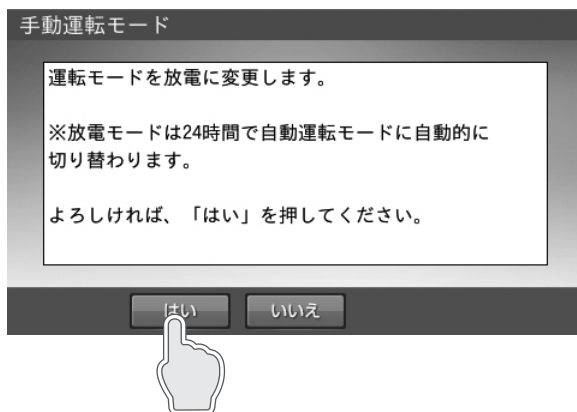 手動運転モード
運転モードを放電に変更します。
※放電モードは24時間で自動運転モードに自動的に
切り替わります。
よろしければ、「はい」を押してください。
はい
いいえ